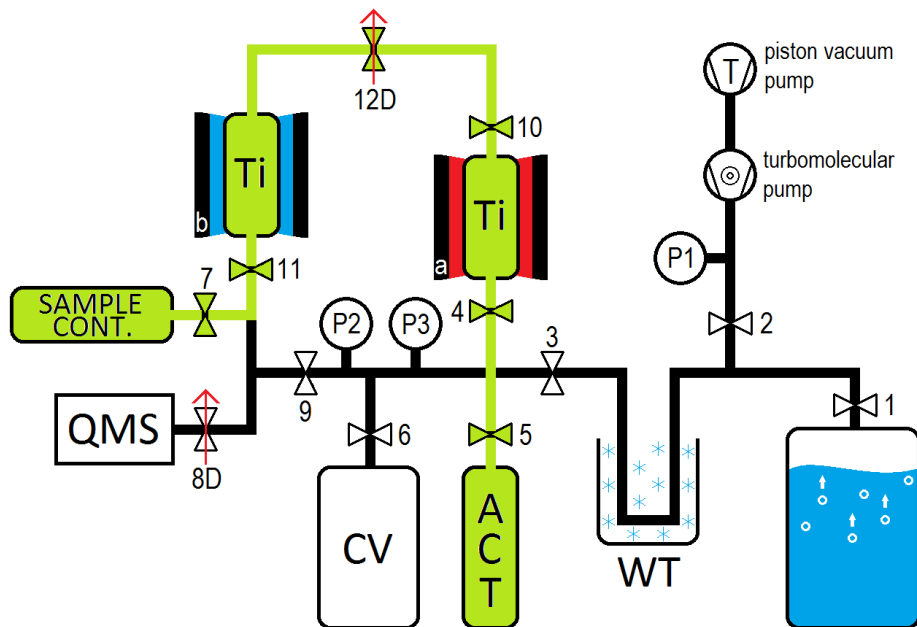 12D
T
piston vacuum
pump
Ti
b
10
Ti
a
turbomolecular
pump
P1
7
11
SAMPLE
CONT.
4
P2
P3
3
2
9
QMS
8D
6
5
1
CV
A
C
T
WT